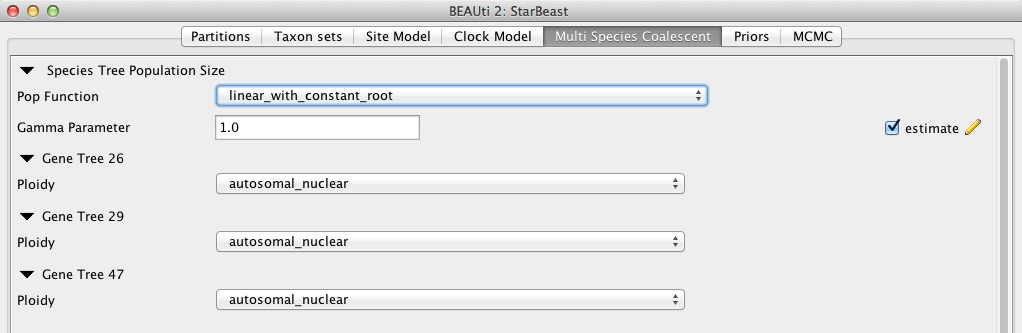 BEAUti 2: StarBeast
Partitions Taxon sets Site Model Clock Model Multi Species Coalescent Priors MCMC
Species Tree Population Size
Pop Function linear_with_constant_root
Gamma Parameter 1.0 estimate
Gene Tree 26
Ploidy autosomal_nuclear
Gene Tree 29
Ploidy autosomal_nuclear
Gene Tree 47
Ploidy autosomal_nuclear